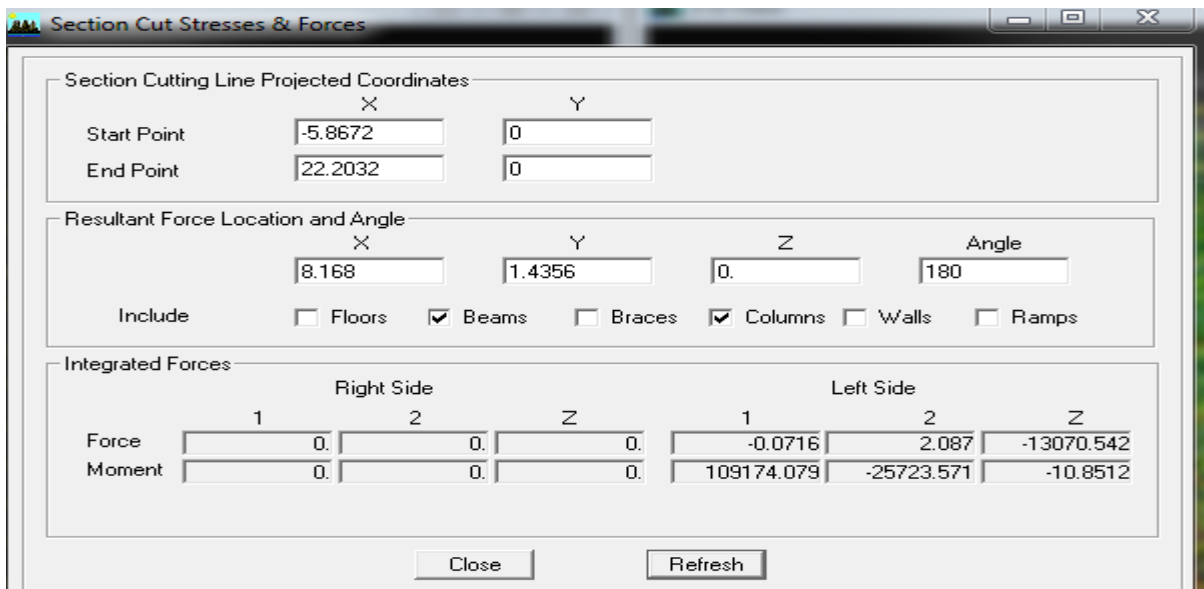 Section Cut Stresses & Forces
Section Cutting Line Projected Coordinates
X Y
Start Point -5.8672 0
End Point 22.2032 0
Resultant Force Location and Angle
X Y Z Angle
8.168 1.4356 0. 180
Include Floors Beams Braces Columns Walls Ramps
Integrated Forces
Right Side Left Side
1 2 Z 1 2 Z
Force 0. 0. 0. -0.0716 2.087 -13070.542
Moment 0. 0. 0. 109174.079 -25723.571 -10.8512
Close Refresh